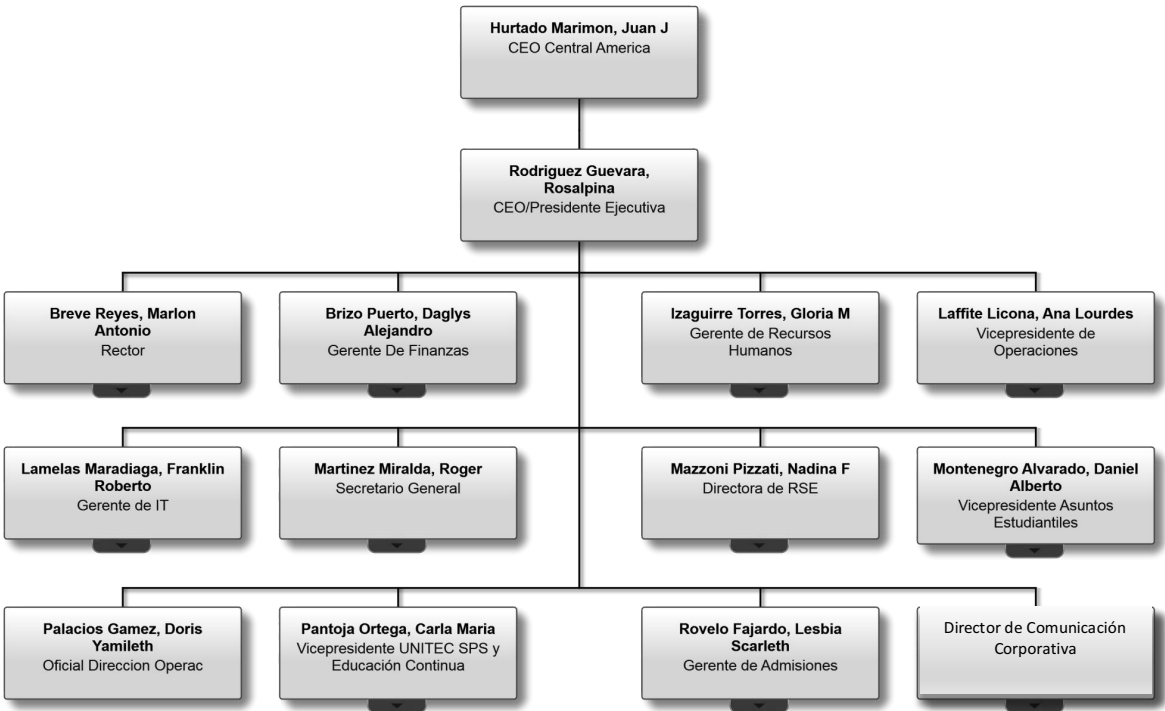 Hurtado Marimon, Juan J
CEO Central America
Rodriguez Guevara,
Rosalpina
CEO/Presidente Ejecutiva
Breve Reyes, Marlon
Antonio
Rector
Brizo Puerto, Daglys
Alejandro
Gerente De Finanzas
Izaguirre Torres, Gloria M
Gerente de Recursos
Humanos
Laffite Licona, Ana Lourdes
Vicepresidente de
Operaciones
Lamelas Maradiaga, Franklin
Roberto
Gerente de IT
Martinez Miralda, Roger
Secretario General
Mazzoni Pizzati, Nadina F
Directora de RSE
Montenegro Alvarado, Daniel
Alberto
Vicepresidente Asuntos
Estudiantiles
Palacios Gamez, Doris
Yamileth
Oficial Direccion Operac
Pantoja Ortega, Carla Maria
Vicepresidente UNITEC SPS y
Educación Continua
Rovelo Fajardo, Lesbia
Scarleth
Gerente de Admisiones
Director de Comunicación
Corporativa